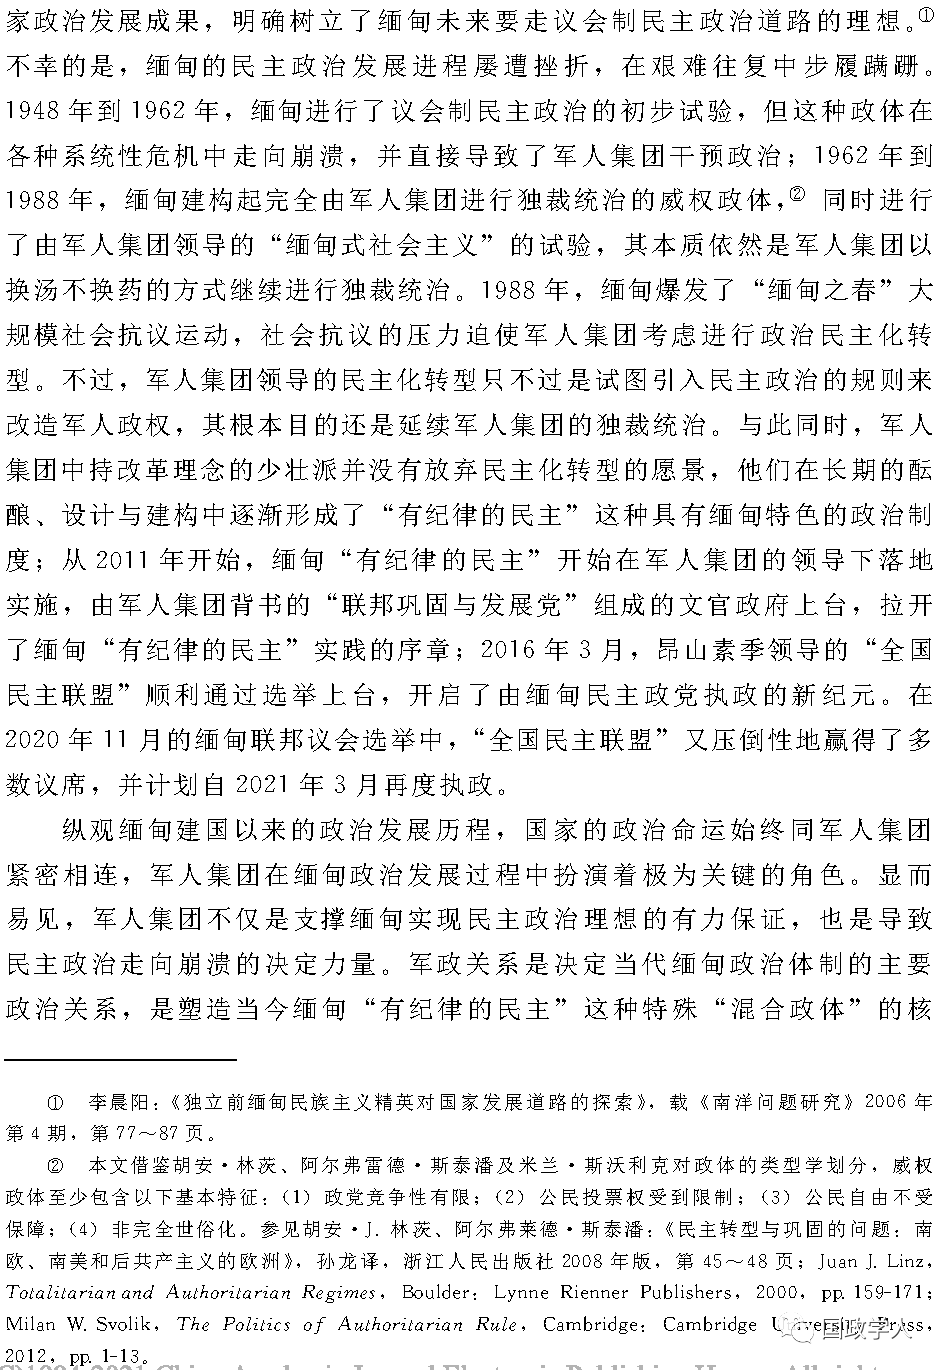 家政治发展成果，明确树立了缅甸未来要走议会制民主政治道路的理想。①
不幸的是，缅甸的民主政治发展进程屡遭挫折，在艰难往复中步履蹒跚。
1948 年到 1962 年，缅甸进行了议会制民主政治的初步试验，但这种政体在
各种系统性危机中走向崩溃，并直接导致了军人集团干预政治；1962 年到
1988 年，缅甸建构起完全由军人集团进行独裁统治的威权政体，② 同时进行
了由军人集团领导的“缅甸式社会主义”的试验，其本质依然是军人集团以
换汤不换药的方式继续进行独裁统治。1988 年，缅甸爆发了“缅甸之春”大
规模社会抗议运动，社会抗议的压力迫使军人集团考虑进行政治民主化转
型。不过，军人集团领导的民主化转型只不过是试图引入民主政治的规则来
改造军人政权，其根本目的还是延续军人集团的独裁统治。与此同时，军人
集团中持改革理念的少壮派并没有放弃民主化转型的愿景，他们在长期的酝
酿、设计与建构中逐渐形成了“有纪律的民主”这种具有缅甸特色的政治制
度；从 2011 年开始，缅甸“有纪律的民主”开始在军人集团的领导下落地
实施，由军人集团背书的“联邦巩固与发展党”组成的文官政府上台，拉开
了缅甸“有纪律的民主”实践的序章；2016 年 3 月，昂山素季领导的“全国
民主联盟”顺利通过选举上台，开启了由缅甸民主政党执政的新纪元。在
2020 年 11 月的缅甸联邦议会选举中，“全国民主联盟”又压倒性地赢得了多
数议席，并计划自 2021 年 3 月再度执政。
纵观缅甸建国以来的政治发展历程，国家的政治命运始终同军人集团
紧密相连，军人集团在缅甸政治发展过程中扮演着极为关键的角色。显而
易见，军人集团不仅是支撑缅甸实现民主政治理想的有力保证，也是导致
民主政治走向崩溃的决定力量。军政关系是决定当代缅甸政治体制的主要
政治关系，是塑造当今缅甸“有纪律的民主”这种特殊“混合政体”的核
① 李晨阳：《独立前缅甸民族主义精英对国家发展道路的探索》，载《南洋问题研究》2006 年
第 4 期，第 77～87 页。
② 本文借鉴胡安·林茨、阿尔弗雷德·斯泰潘及米兰·斯沃利克对政体的类型学划分，威权
政体至少包含以下基本特征：（1）政党竞争性有限；（2）公民投票权受到限制；（3）公民自由不受
保障；（4）非完全世俗化。参见胡安·J. 林茨、阿尔弗莱德·斯泰潘：《民主转型与巩固的问题：南
欧、南美和后共产主义的欧洲》，孙龙译，浙江人民出版社 2008 年版，第 45～48 页；Juan J. Linz，
Totalitarian and Authoritarian Regimes，Boulder：Lynne Rienner Publishers，2000，pp. 159-171；
Milan W. Svolik，The Politics of Authoritarian Rule，Cambridge：Cambridge University Press，
2012，pp. 1-13。
国政学人